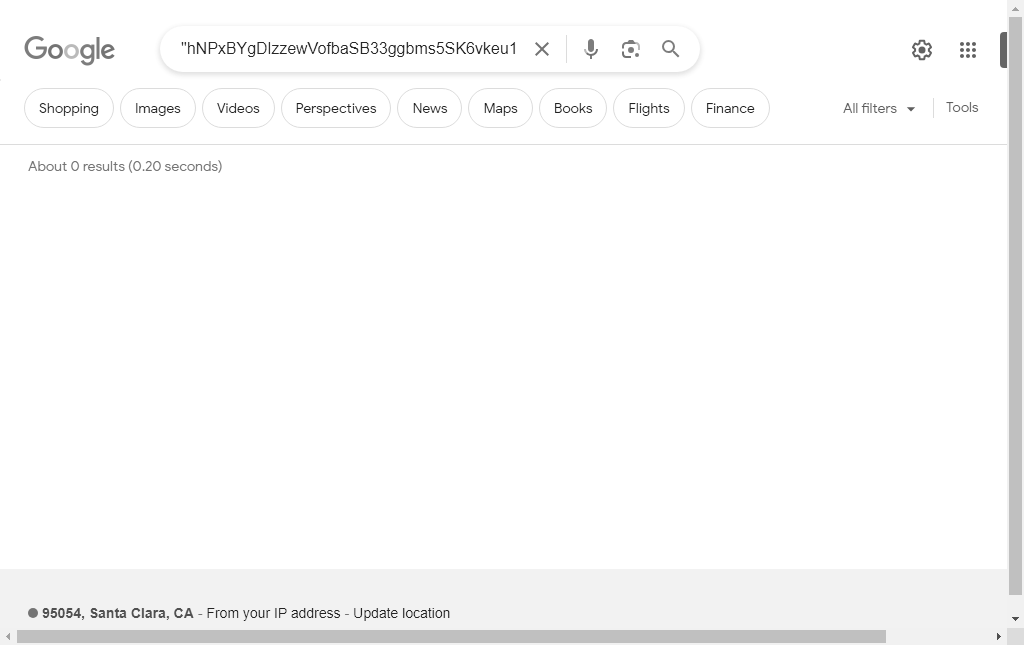 Google
"hNPxBYgDlzzewVofbaSB33ggbms5SK6vkeu1
Shopping Images Videos Perspectives News Maps Books Flights Finance All filters Tools
About 0 results (0.20 seconds)
95054, Santa Clara, CA - From your IP address - Update location